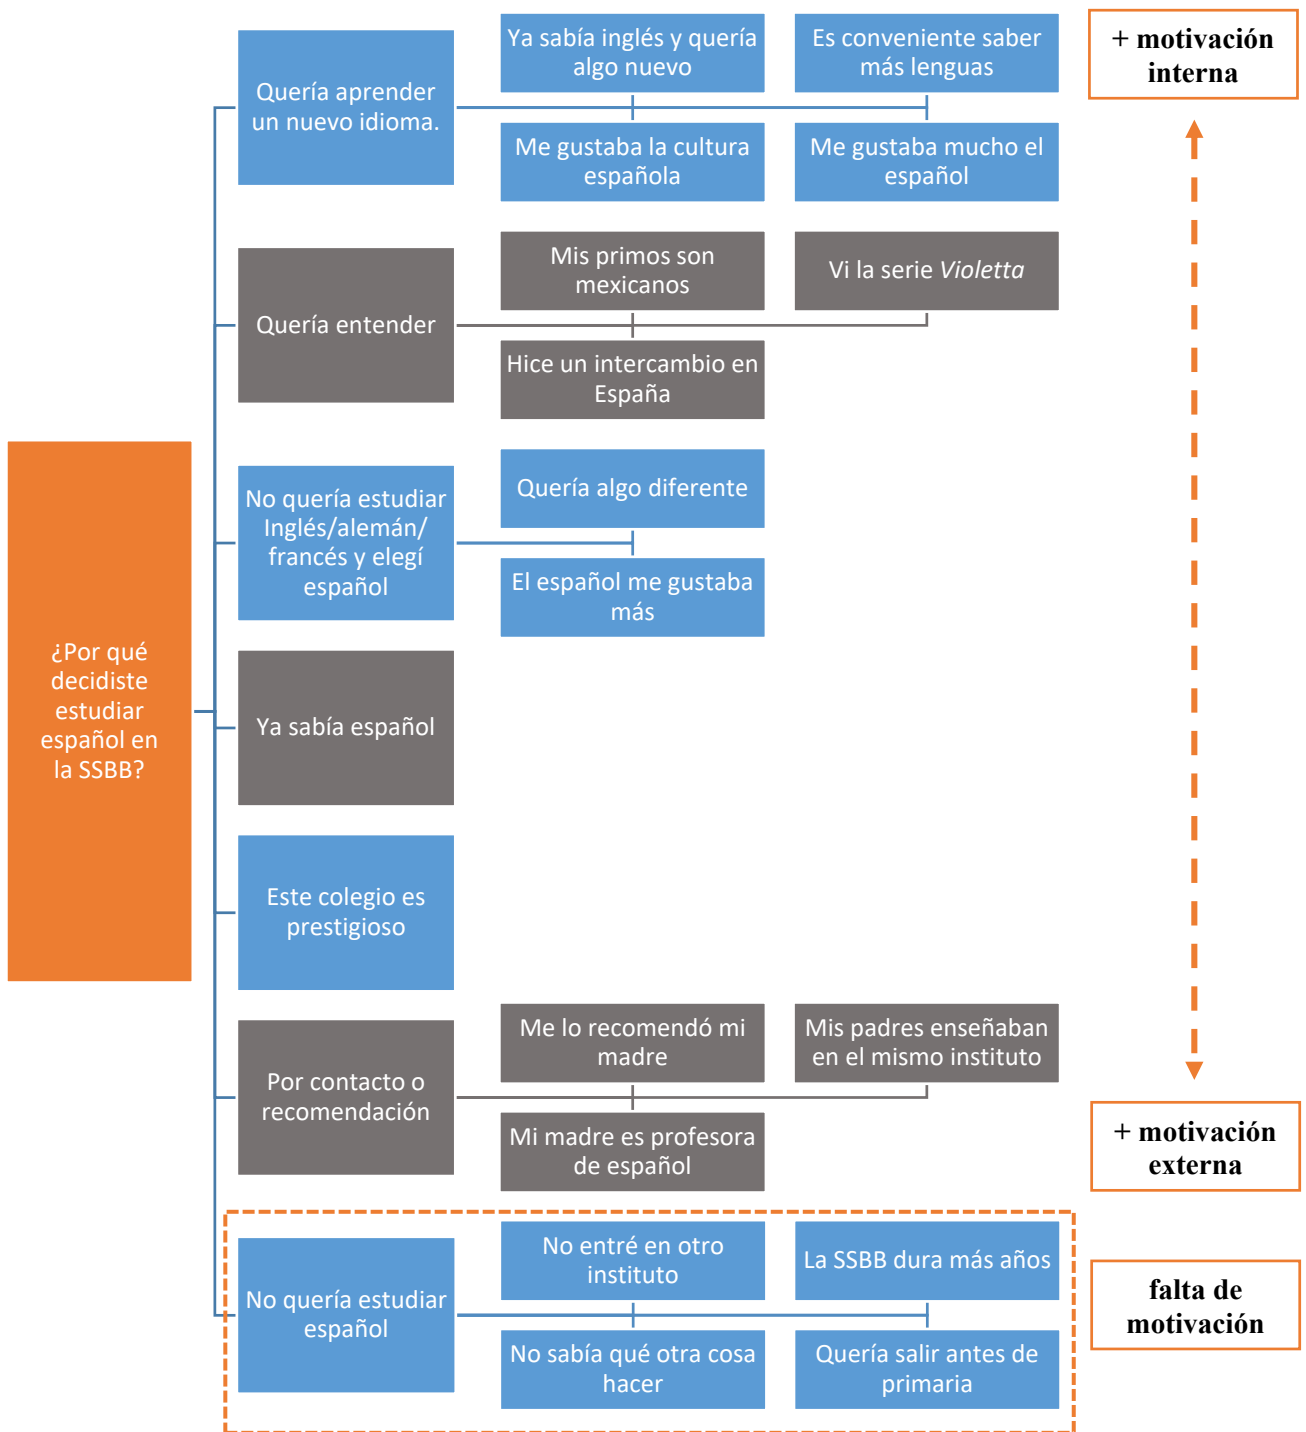 ¿Por qué
decidiste
estudiar
español en
la SSBB?
Quería aprender
un nuevo idioma.
Ya sabía inglés y quería
algo nuevo
Es conveniente saber
más lenguas
Me gustaba la cultura
española
Me gustaba mucho el
español
Quería entender
Mis primos son
mexicanos
Vi la serie Violetta
Hice un intercambio en
España
No quería estudiar
Inglés/alemán/
francés y elegí
español
Quería algo diferente
El español me gustaba
más
Ya sabía español
Este colegio es
prestigioso
Por contacto o
recomendación
Me lo recomendó mi
madre
Mis padres enseñaban
en el mismo instituto
Mi madre es profesora
de español
No quería estudiar
español
No entré en otro
instituto
La SSBB dura más años
No sabía qué otra cosa
hacer
Quería salir antes de
primaria
+ motivación
interna
+ motivación
externa
falta de
motivación